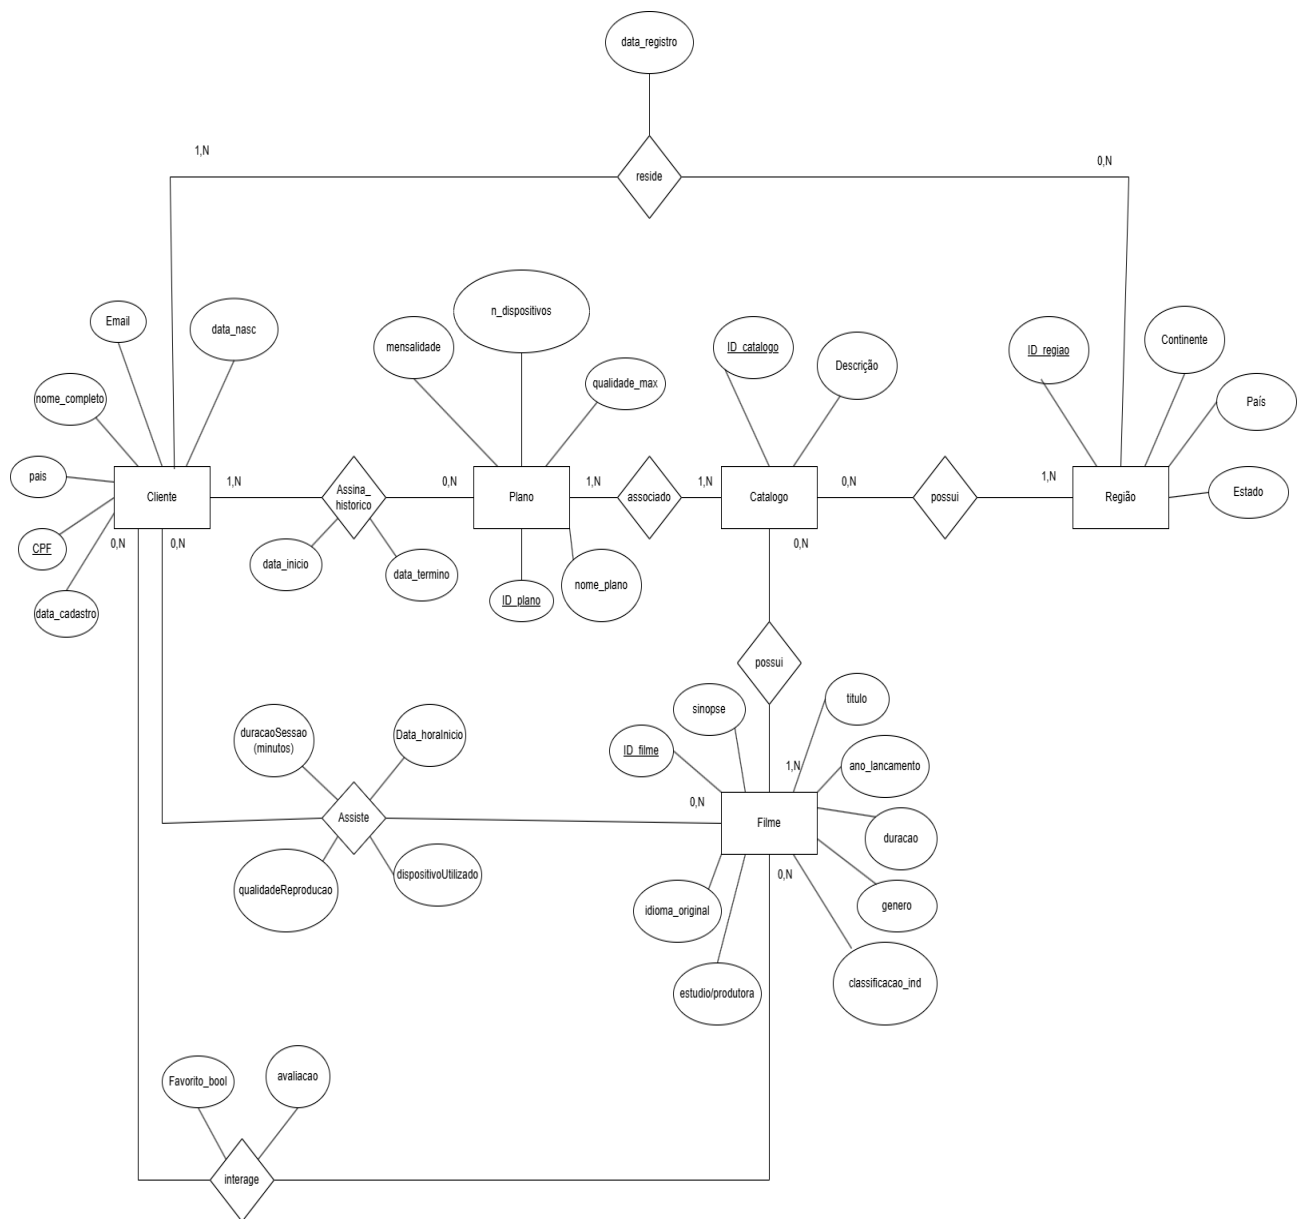 data_registro
1,N
0,N
reside
Email
data_nasc
n_dispositivos
mensalidade
ID_catalogo
ID_regiao
Continente
Descrição
qualidade_max
nome_completo
País
pais
Cliente
1,N
Assina_
historico
0,N
Plano
1,N
associado
1,N
Catalogo
0,N
possui
1,N
Região
Estado
CPF
0,N
0,N
0,N
data_inicio
data_termino
nome_plano
ID_plano
data_cadastro
possui
sinopse
titulo
duracaoSessao
(minutos)
Data_horaInicio
ID_filme
1,N
ano_lancamento
0,N
Assiste
Filme
duracao
dispositivoUtilizado
0,N
qualidadeReproducao
idioma_original
genero
classificacao_ind
estudio/produtora
Favorito_bool
avaliacao
interage